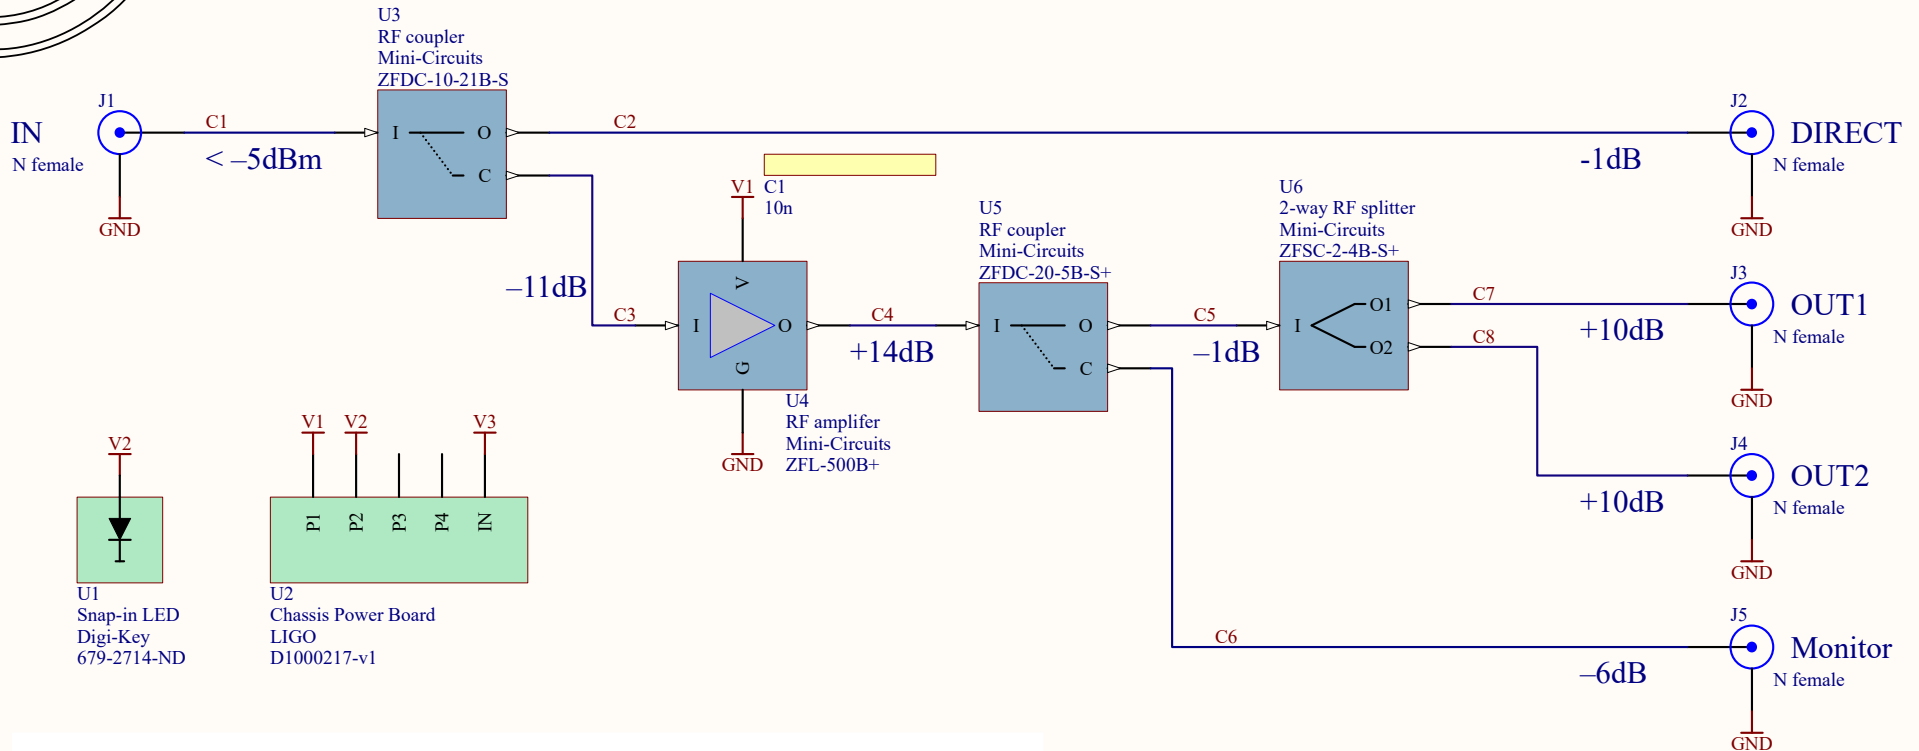 U3
RF coupler
Mini-Circuits
ZFDC-10-21B-S
J1
IN
N female
C1
< –5dBm
GND
I
O
C
C2
-1dB
J2
DIRECT
N female
GND
–11dB
C3
V1
C1
10n
V
I
O
G
GND
U4
RF amplifer
Mini-Circuits
ZFL-500B+
C4
+14dB
U5
RF coupler
Mini-Circuits
ZFDC-20-5B-S+
I
O
C
C5
–1dB
U6
2-way RF splitter
Mini-Circuits
ZFSC-2-4B-S+
I
O1
O2
C7
+10dB
J3
OUT1
N female
GND
C8
+10dB
J4
OUT2
N female
GND
C6
–6dB
J5
Monitor
N female
GND
V2
U1
Snap-in LED
Digi-Key
679-2714-ND
V1
V2
V3
P1
P2
P3
P4
IN
U2
Chassis Power Board
LIGO
D1000217-v1